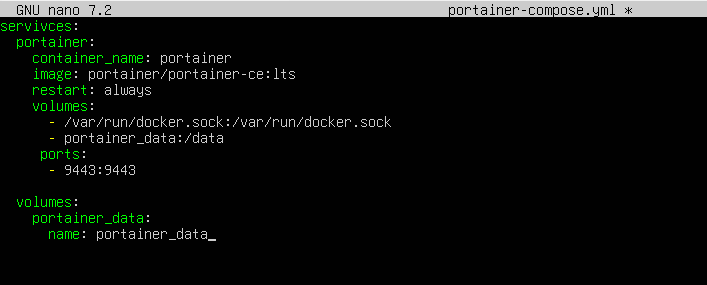 GNU nano 7.2 portainer-compose.yml *
servivces:
  portainer:
    container_name: portainer
    image: portainer/portainer-ce:lts
    restart: always
    volumes:
      - /var/run/docker.sock:/var/run/docker.sock
      - portainer_data:/data
     ports:
      - 9443:9443

  volumes:
    portainer_data:
      name: portainer_data_